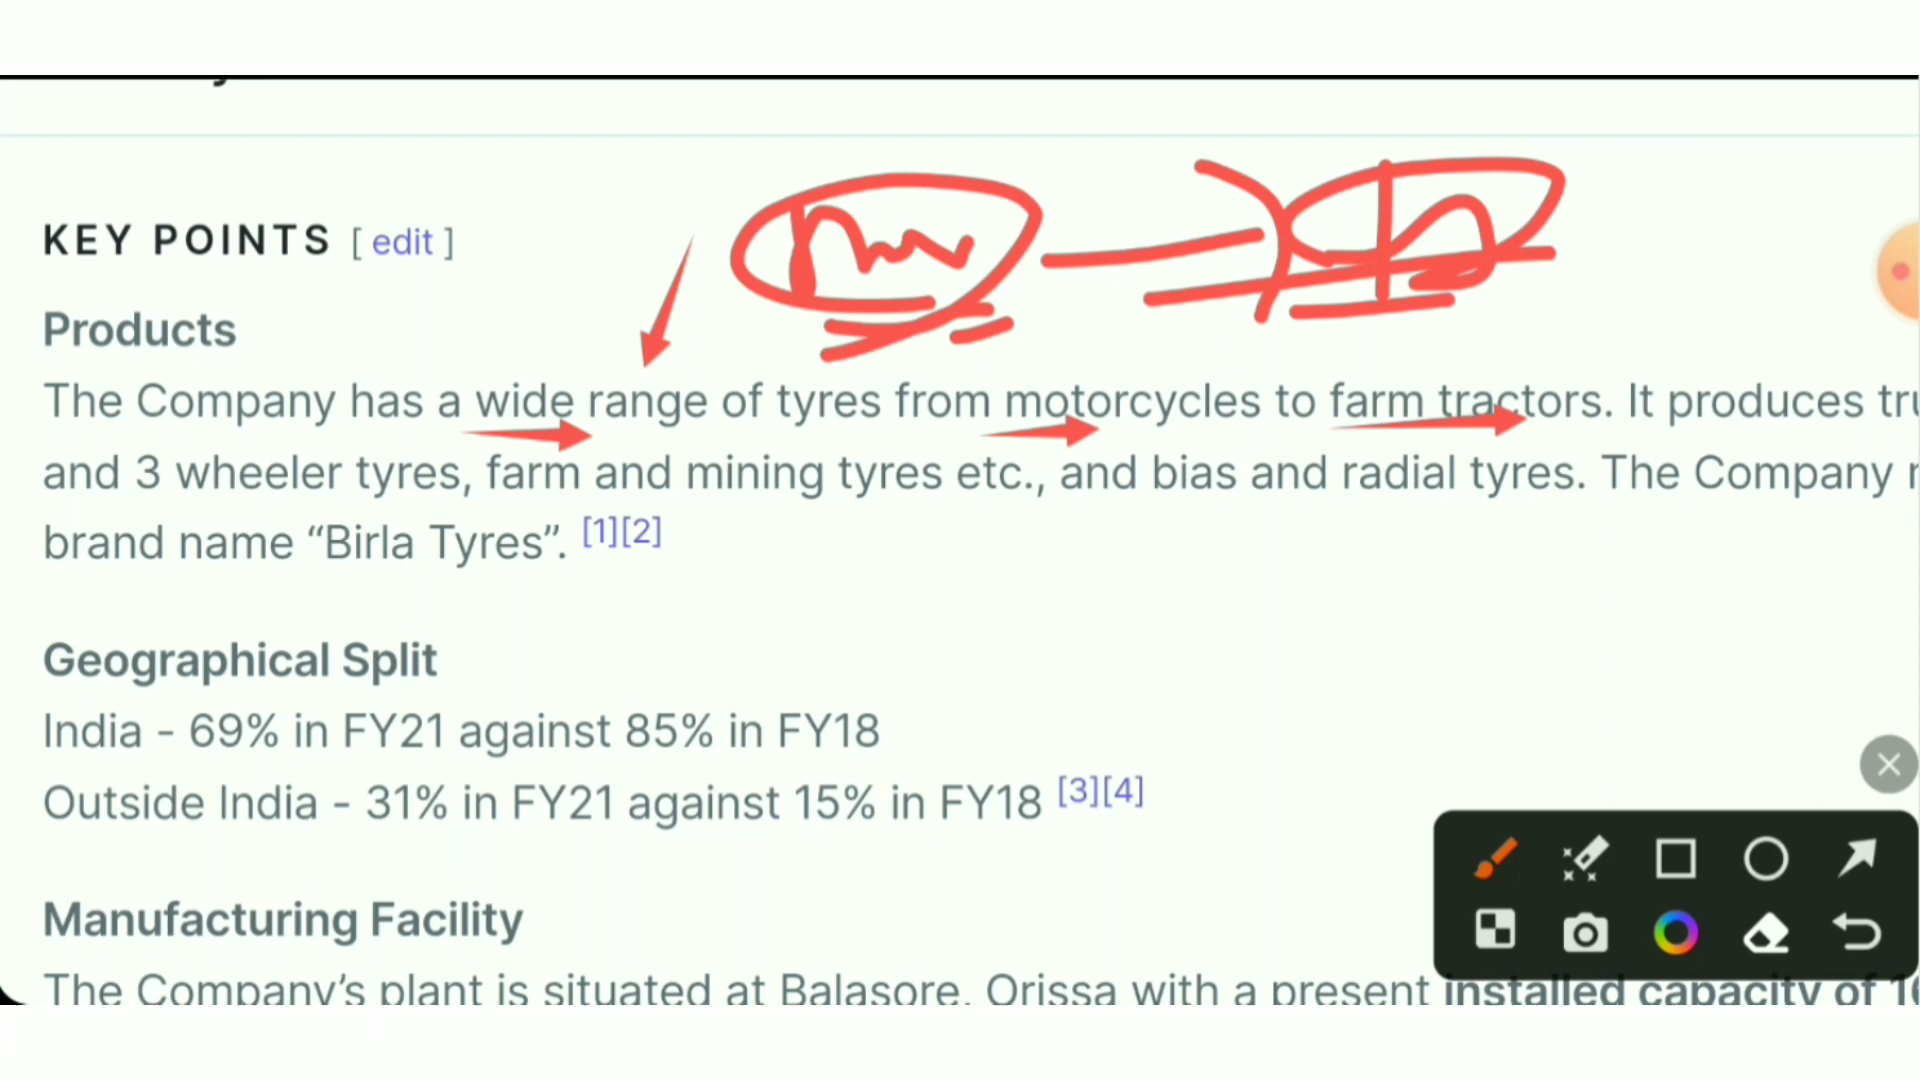 KEY POINTS [ edit ]
Products
The Company has a wide range of tyres from motorcycles to farm tractors. It produces
and 3 wheeler tyres, farm and mining tyres etc., and bias and radial tyres. The Company
brand name “Birla Tyres”. [1][2]
Geographical Split
India - 69% in FY21 against 85% in FY18
Outside India - 31% in FY21 against 15% in FY18 [3][4]
Manufacturing Facility
The Company’s plant is situated at Balasore, Orissa with a present installed capacity of